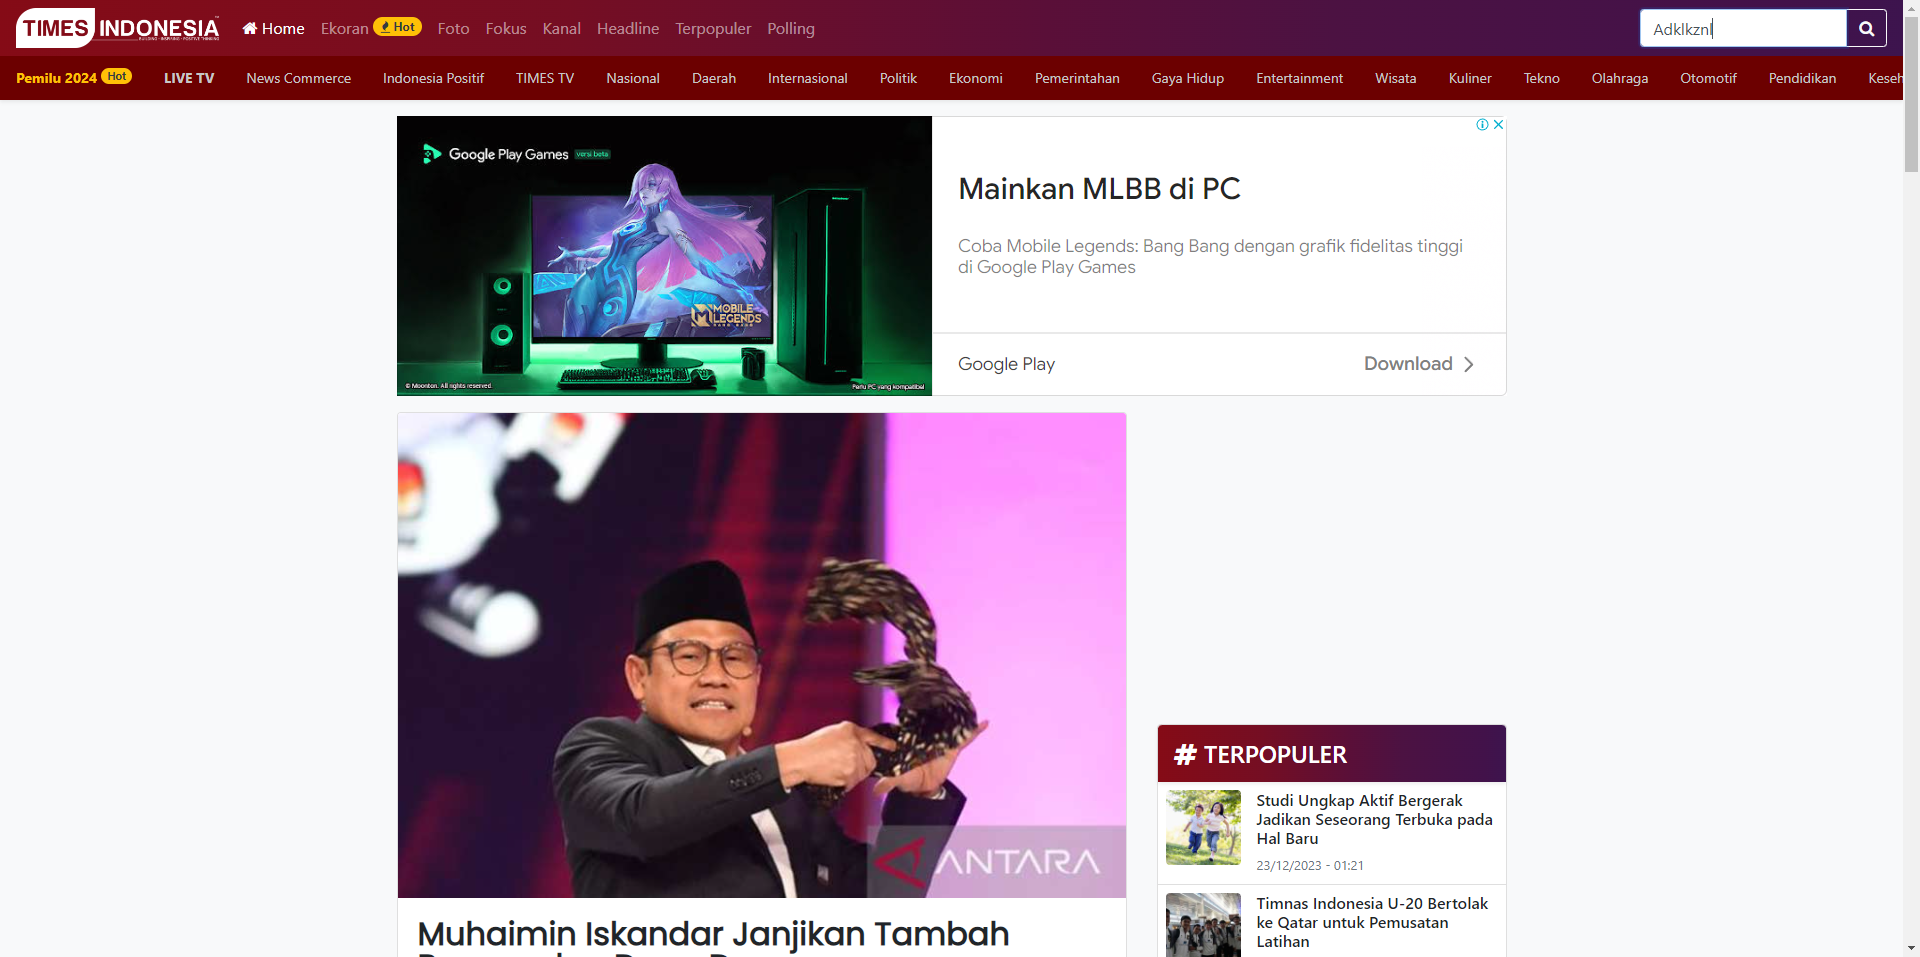 TIMES INDONESIA
Home Ekoran Hot Foto Fokus Kanal Headline Terpopuler Polling
Adklkznl
Pemilu 2024 Hot LIVE TV News Commerce Indonesia Positif TIMES TV Nasional Daerah Internasional Politik Ekonomi Pemerintahan Gaya Hidup Entertainment Wisata Kuliner Tekno Olahraga Otomotif Pendidikan Keseh
Google Play Games versi beta
MOBILE LEGENDS
BANG BANG
© Moonton. All rights reserved.
Perlu PC yang kompatibel
Mainkan MLBB di PC
Coba Mobile Legends: Bang Bang dengan grafik fidelitas tinggi
di Google Play Games
Google Play
Download
ANTARA
Muhaimin Iskandar Janjikan Tambah
# TERPOPULER
Studi Ungkap Aktif Bergerak
Jadikan Seseorang Terbuka pada
Hal Baru
23/12/2023 - 01:21
Timnas Indonesia U-20 Bertolak
ke Qatar untuk Pemusatan
Latihan